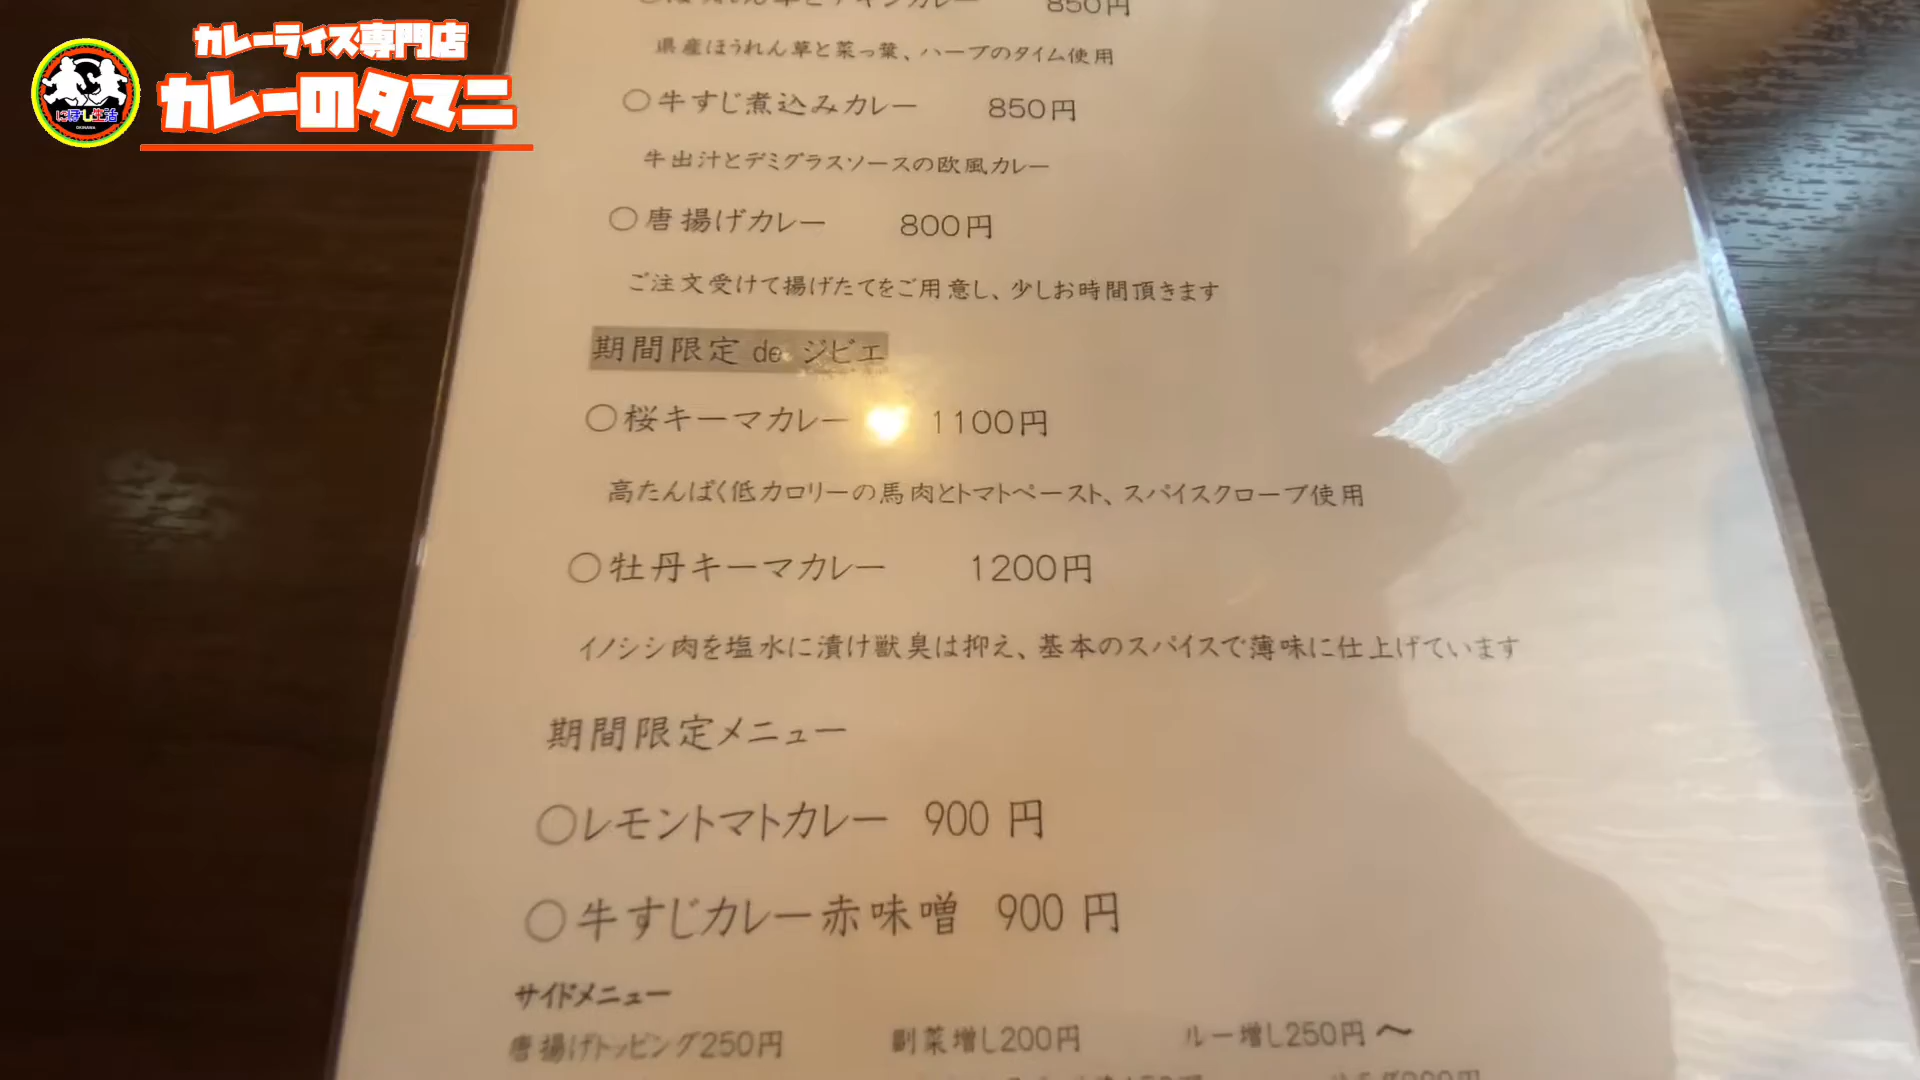 カレーライス専門店
カレーのタマニ
にぼし生活
OKINAWA
850円
県産ほうれん草と菜っ葉、ハーブのタイム使用
○牛すじ煮込みカレー 850円
牛出汁とデミグラスソースの欧風カレー
○唐揚げカレー 800円
ご注文受けて揚げたてをご用意し、少しお時間頂きます
期間限定 de ジビエ
○桜キーマカレー 1100円
高たんぱく低カロリーの馬肉とトマトペースト、スパイスクローブ使用
○牡丹キーマカレー 1200円
イノシシ肉を塩水に漬け獣臭は抑え、基本のスパイスで薄味に仕上げています
期間限定メニュー
○レモントマトカレー 900 円
○牛すじカレー赤味噌 900 円
サイドメニュー
唐揚げトッピング250円 副菜増し200円 ルー増し250円～